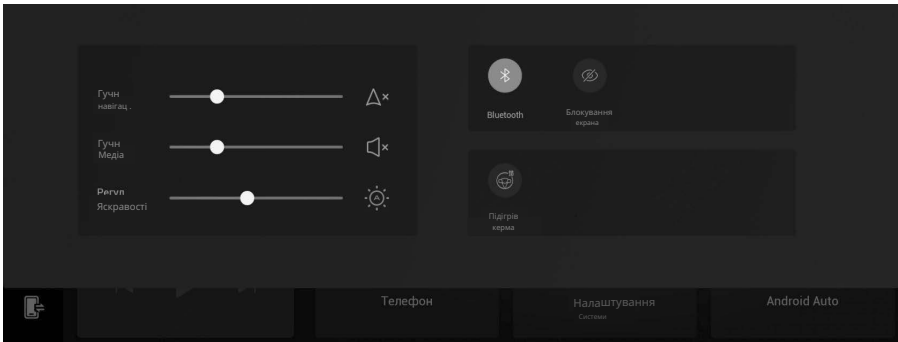 Гучн
навігац .
Гучн
Медіа
Регул
Яскравості
Bluetooth
Блокування
екрана
Підігрів
керма
Телефон
Налаштування
Системи
Android Auto